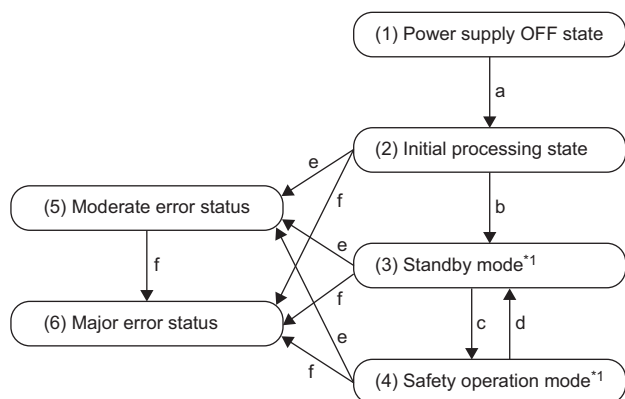 (1) Power supply OFF state
a
(2) Initial processing state
e
f
b
(5) Moderate error status
e
(3) Standby mode*1
f
f
(6) Major error status
e
c
d
f
(4) Safety operation mode*1